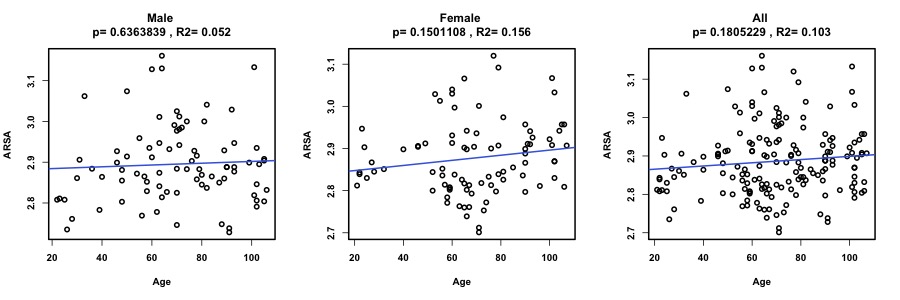 Male
p= 0.6363839 , R2= 0.052
ARSA
3.1
3.0
2.9
2.8
20 40 60 80 100
Age
Female
p= 0.1501108 , R2= 0.156
ARSA
3.1
3.0
2.9
2.8
2.7
20 40 60 80 100
Age
All
p= 0.1805229 , R2= 0.103
ARSA
3.1
3.0
2.9
2.8
2.7
20 40 60 80 100
Age